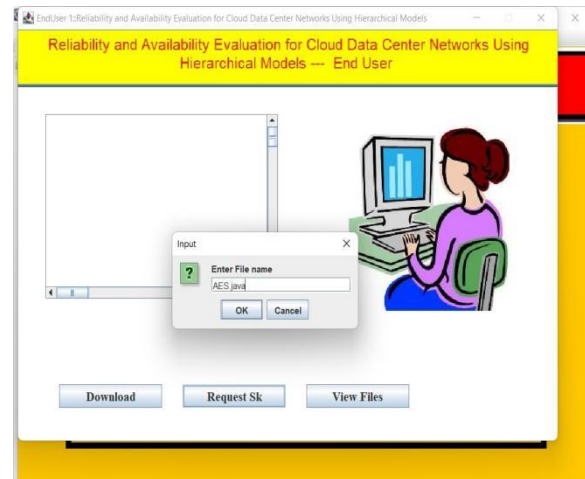 EndUser 1::Reliability and Availability Evaluation for Cloud Data Center Networks Using Hierarchical Models
Reliability and Availability Evaluation for Cloud Data Center Networks Using
Hierarchical Models --- End User
Input
Enter File name
AES.java
OK Cancel
Download Request Sk View Files